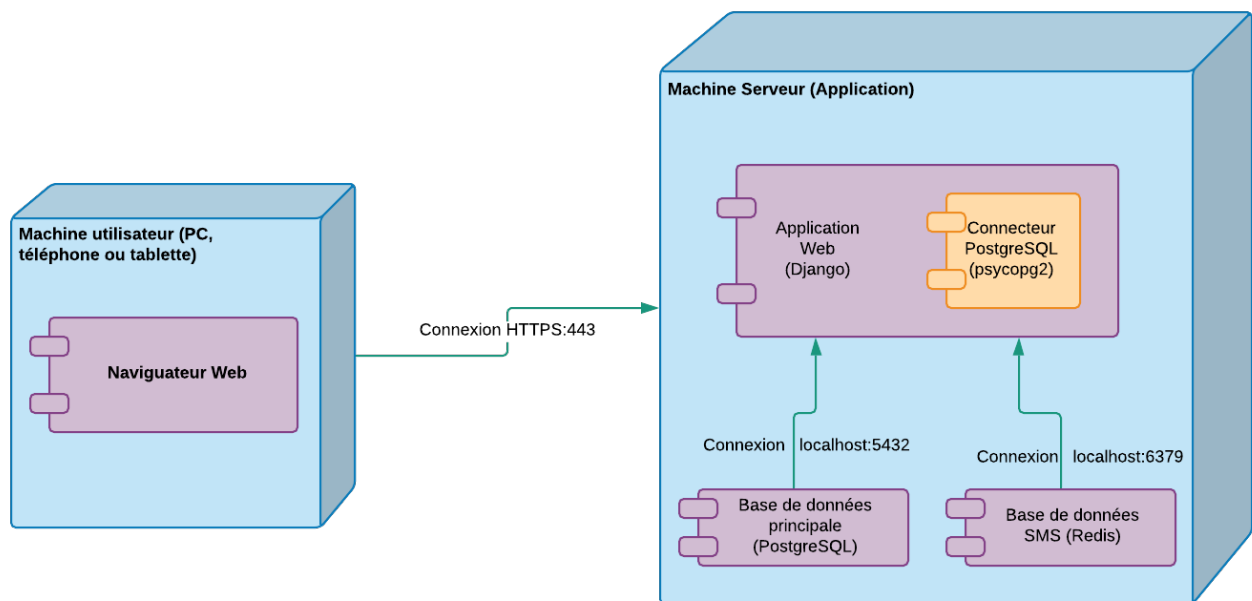 Machine Serveur (Application)
Machine utilisateur (PC,
téléphone ou tablette)
Naviguateur Web
Connexion HTTPS:443
Application
Web
(Django)
Connecteur
PostgreSQL
(psycopg2)
Connexion localhost:5432
Connexion localhost:6379
Base de données
principale
(PostgreSQL)
Base de données
SMS (Redis)